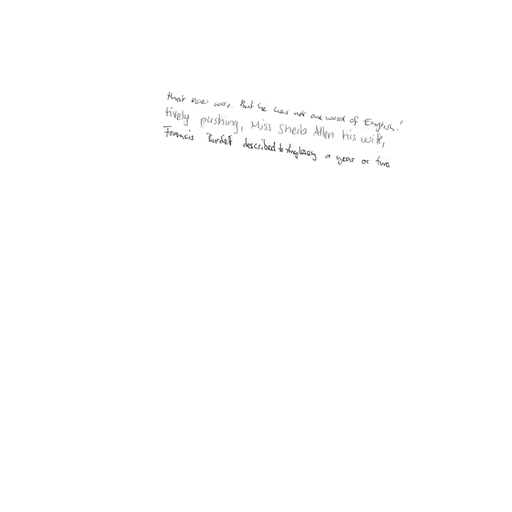 that ever was. But he has not one word of English.'
tively pushing, Miss Sheila Allen his wife,
Francis Burdett described to Anglesey a year or two